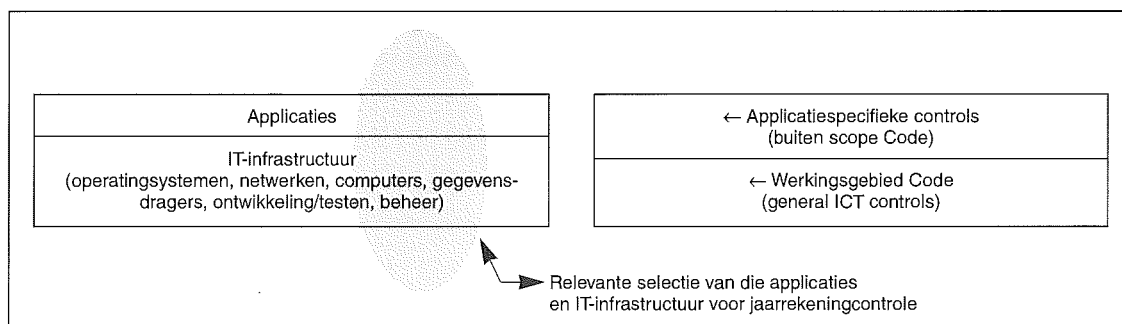 Applicaties
IT-infrastructuur
(operatingsystemen, netwerken, computers, gegevens-
dragers, ontwikkeling/testen, beheer)
← Applicatiespecifieke controls
(buiten scope Code)
← Werkingsgebied Code
(general ICT controls)
Relevante selectie van die applicaties
en IT-infrastructuur voor jaarrekeningcontrole